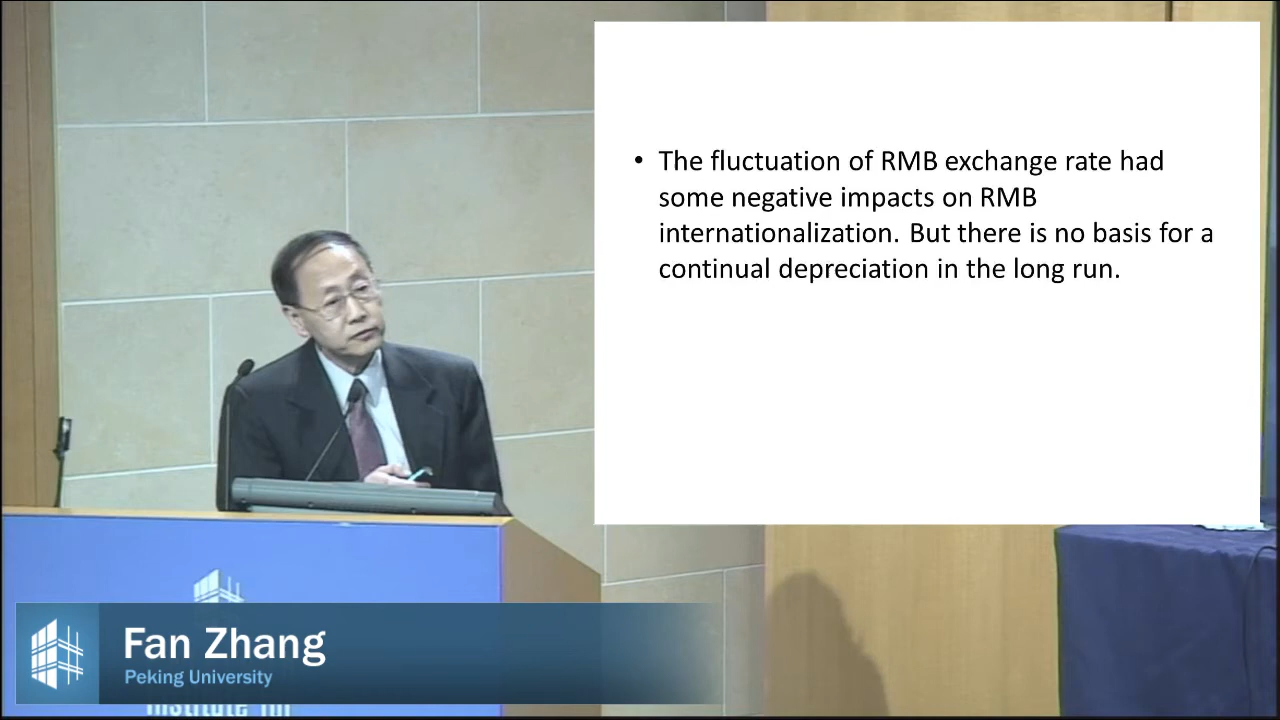 • The fluctuation of RMB exchange rate had
some negative impacts on RMB
internationalization. But there is no basis for a
continual depreciation in the long run.
Fan Zhang
Peking University